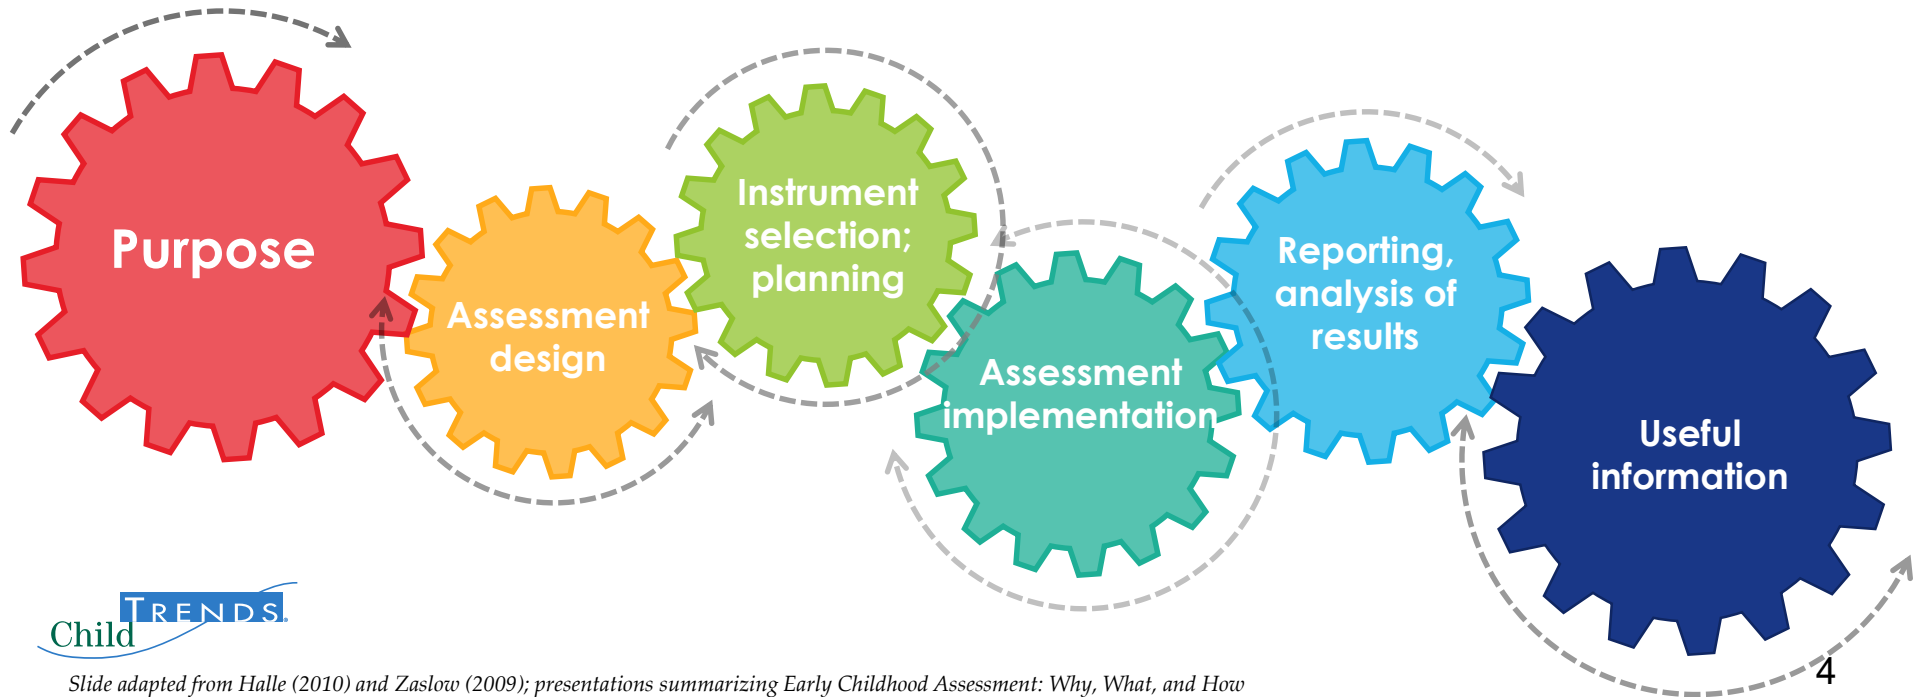 Purpose
Assessment
design
Instrument
selection;
planning
Assessment
implementation
Reporting,
analysis of
results
Useful
information
TRENDS®
Child
Slide adapted from Halle (2010) and Zaslow (2009); presentations summarizing Early Childhood Assessment: Why, What, and How
4